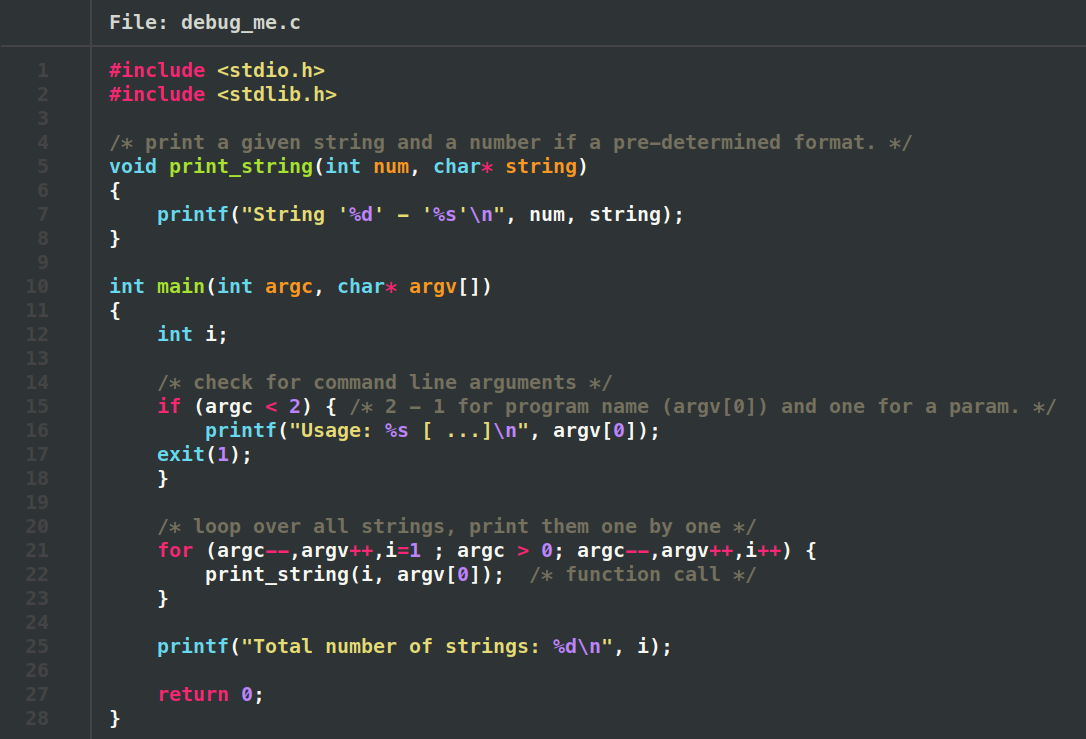 File: debug_me.c
1 #include <stdio.h>
2 #include <stdlib.h>
3
4 /* print a given string and a number if a pre-determined format. */
5 void print_string(int num, char* string)
6 {
7     printf("String '%d' - '%s'\n", num, string);
8 }
9
10 int main(int argc, char* argv[])
11 {
12     int i;
13
14     /* check for command line arguments */
15     if (argc < 2) { /* 2 - 1 for program name (argv[0]) and one for a param. */
16         printf("Usage: %s [ ...]\n", argv[0]);
17     exit(1);
18     }
19
20     /* loop over all strings, print them one by one */
21     for (argc--,argv++,i=1 ; argc > 0; argc--,argv++,i++) {
22         print_string(i, argv[0]);  /* function call */
23     }
24
25     printf("Total number of strings: %d\n", i);
26
27     return 0;
28 }